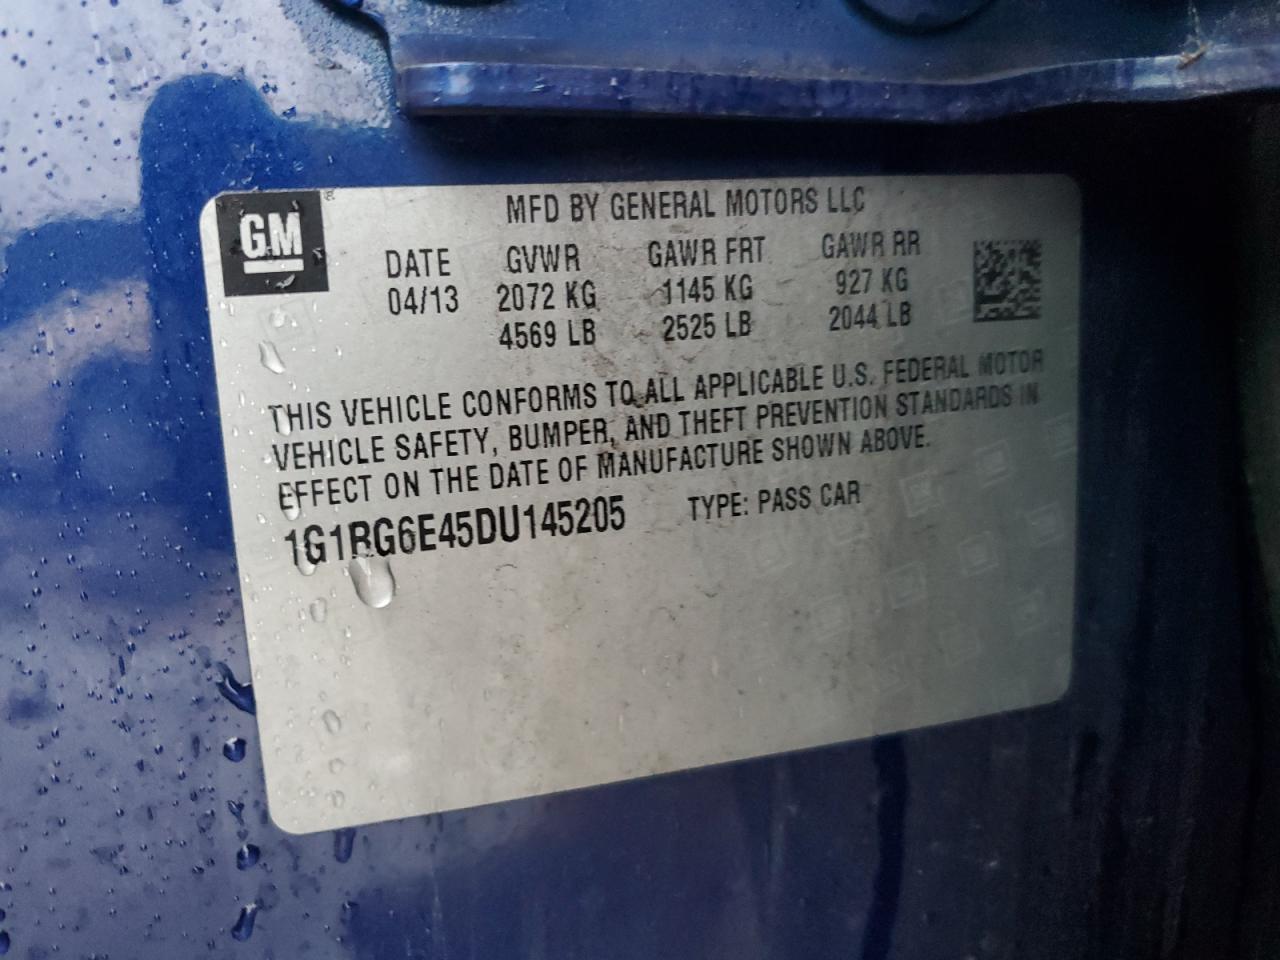 GM
MFD BY GENERAL MOTORS LLC
DATE GVWR GAWR FRT GAWR RR
04/13 2072 KG 1145 KG 927 KG
4569 LB 2525 LB 2044 LB
THIS VEHICLE CONFORMS TO ALL APPLICABLE U.S. FEDERAL MOTOR
VEHICLE SAFETY, BUMPER, AND THEFT PREVENTION STANDARDS IN
EFFECT ON THE DATE OF MANUFACTURE SHOWN ABOVE.
1G1RG6E45DU145205 TYPE: PASS CAR